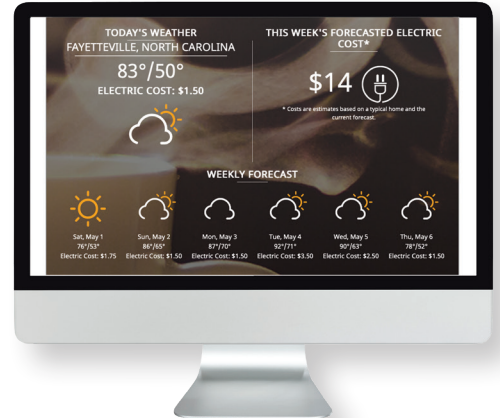 TODAY'S WEATHER
FAYETTEVILLE, NORTH CAROLINA
83°/50°
ELECTRIC COST: $1.50
THIS WEEK'S FORECASTED ELECTRIC
COST*
$14
* Costs are estimates based on a typical home and the
current forecast.
WEEKLY FORECAST
Sat, May 1
76°/53°
Electric Cost: $1.75
Sun, May 2
86°/65°
Electric Cost: $1.50
Mon, May 3
87°/70°
Electric Cost: $1.50
Tue, May 4
92°/71°
Electric Cost: $3.50
Wed, May 5
90°/63°
Electric Cost: $2.50
Thu, May 6
78°/52°
Electric Cost: $1.50